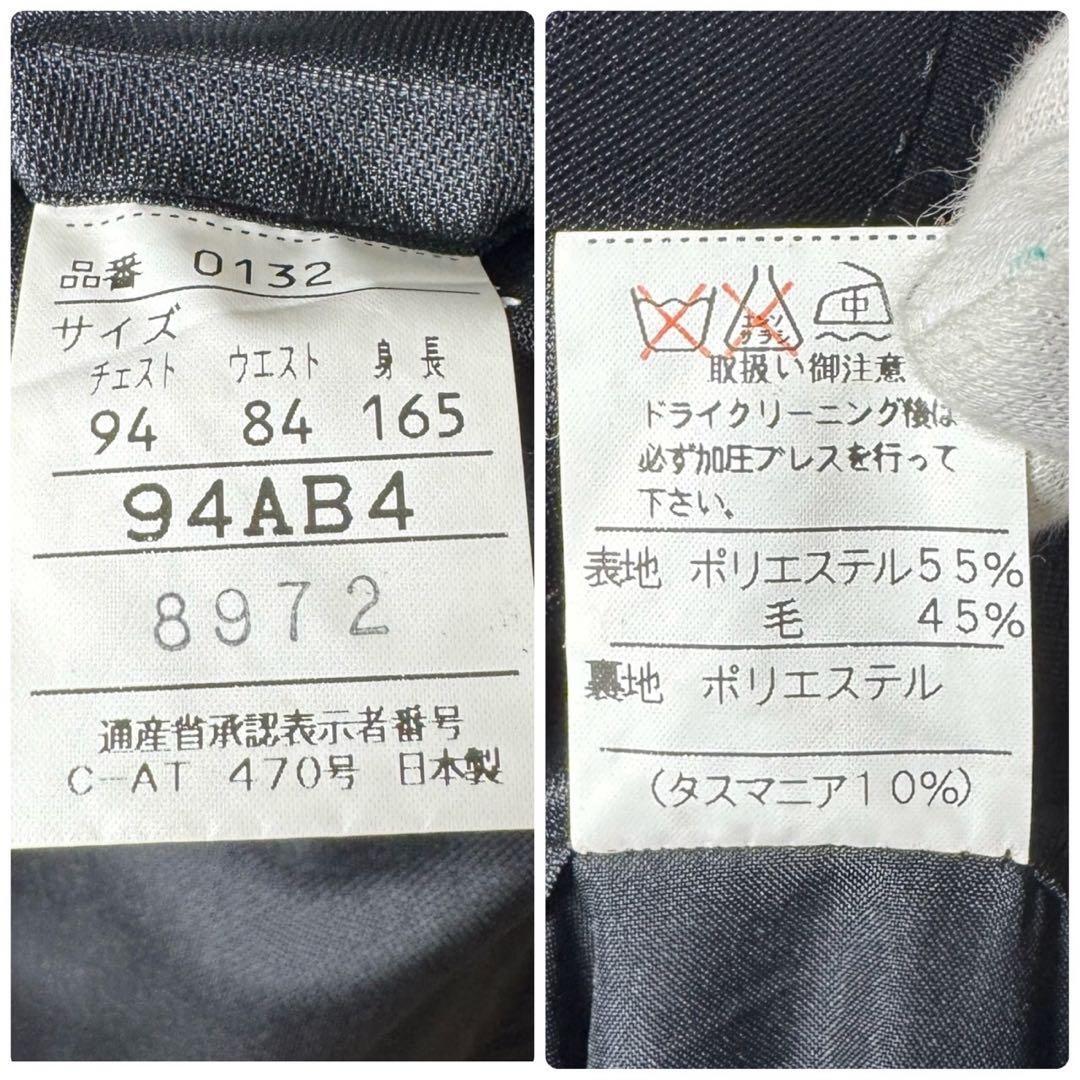 品番 0132
サイズ
チェスト ウエスト 身長
94 84 165
94AB4
8972
通産省承認表示者番号
C-AT 470号 日本製
エンソ
サラシ
中
取扱い御注意
ドライクリーニング後は
必ず加圧プレスを行って
下さい。
表地 ポリエステル55%
毛 45%
裏地 ポリエステル
(タスマニア10%)